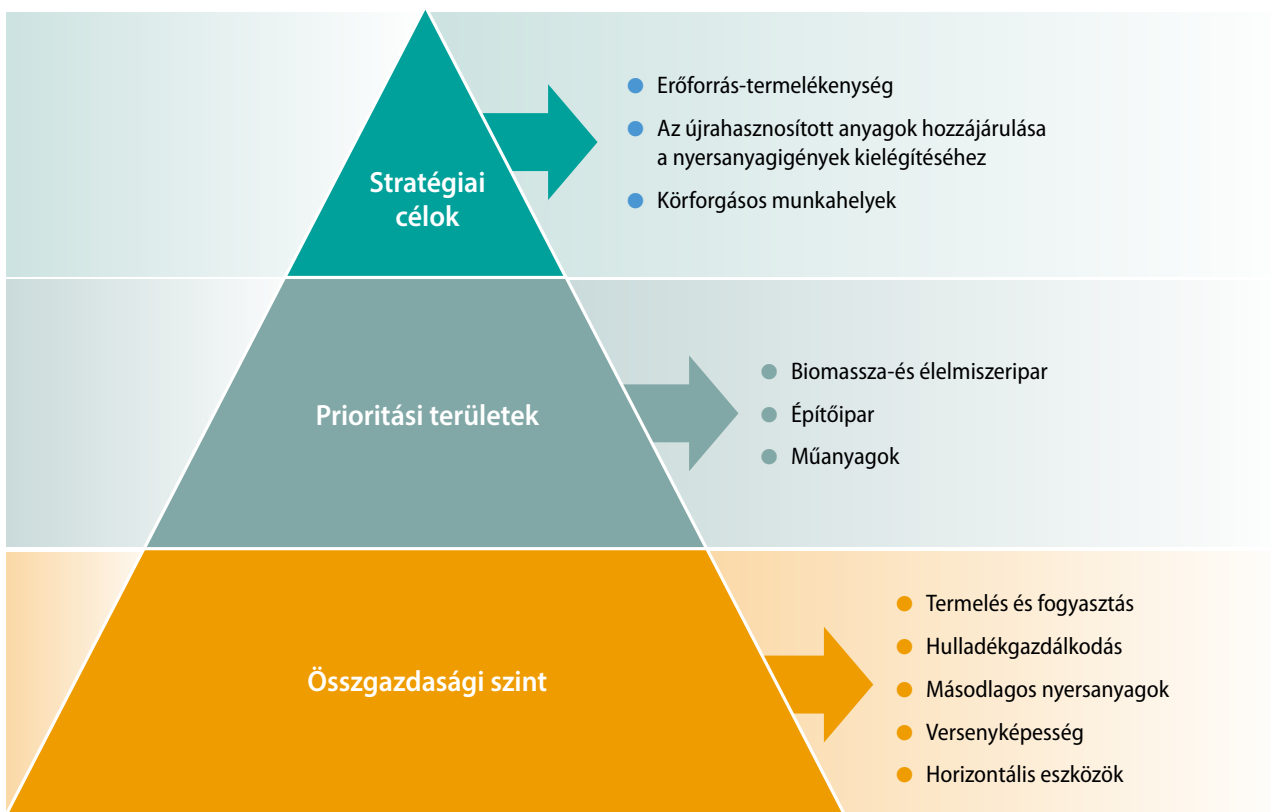 Stratégiai
célok
Erőforrás-termelékenység
Az újrahasznosított anyagok hozzájárulása
a nyersanyagigények kielégítéséhez
Körforgásos munkahelyek
Prioritási területek
Biomassza-és élelmiszeripar
Építőipar
Műanyagok
Összgazdasági szint
Termelés és fogyasztás
Hulladékgazdálkodás
Másodlagos nyersanyagok
Versenyképesség
Horizontális eszközök